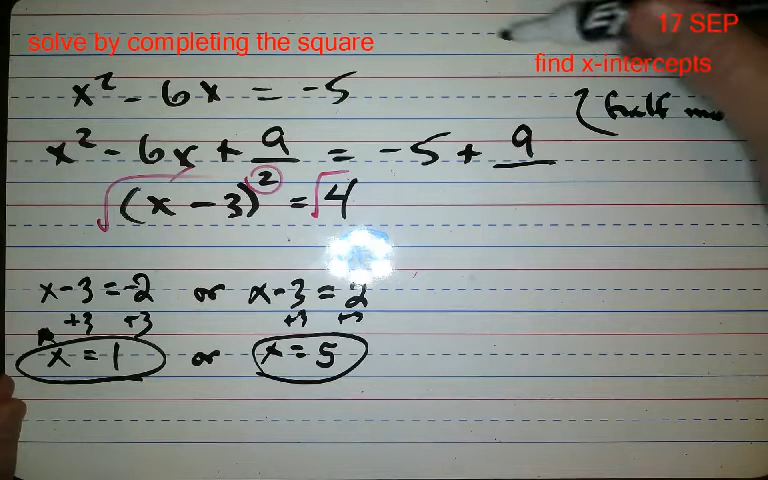 17 SEP
solve by completing the square
find x-intercepts
x² - 6x = -5
(half
x² - 6x + 9 = -5 + 9
√(x - 3)² = √4
x-3 = -2 or x-3 = 2
+3 +3 +3 +3
x = 1 or x = 5